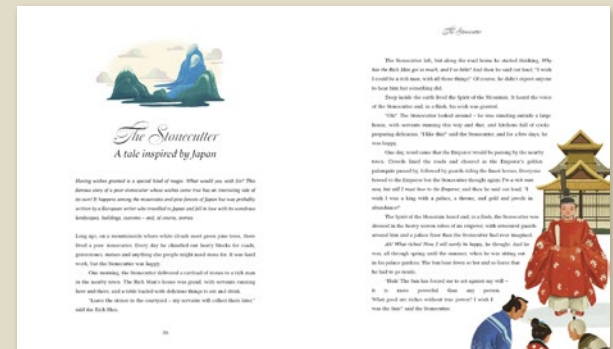 The Stonecutter
A tale inspired by Japan
Having wishes granted is a special kind of magic. What would you wish for? This
famous story of a poor stonecutter whose wishes come true has an interesting tale of
its own! It happens among the mountains and pine forests of Japan but was probably
written by a European writer who travelled to Japan and fell in love with its wondrous
landscapes, buildings, customs – and, of course, stories.
Long ago, on a mountainside where white clouds meet green pine trees, there
lived a poor stonecutter. Every day he chiselled out heavy blocks for roads,
gravestones, statues and anything else people might need stone for. It was hard
work, but the Stonecutter was happy.
One morning, the Stonecutter delivered a cartload of stones to a rich man
in the nearby town. The Rich Man's home was grand, with servants running
here and there, and a table loaded with delicious things to eat and drink.
"Leave the stones in the courtyard – my servants will collect them later,"
said the Rich Man.
The Stonecutter
The Stonecutter left, but along the road home he started thinking, Why
has the Rich Man got so much, and I so little? And then he said out loud, "I wish
I could be a rich man, with all those things!" Of course, he didn't expect anyone
to hear him but something did.
Deep inside the earth lived the Spirit of the Mountain. It heard the voice
of the Stonecutter and, in a flash, his wish was granted.
"Oh!" The Stonecutter looked around – he was standing outside a large
house, with servants running this way and that, and kitchens full of cooks
preparing delicacies. "I like this!" said the Stonecutter, and for a few days, he
was happy.
One day, word came that the Emperor would be passing by the nearby
town. Crowds lined the roads and cheered as the Emperor's golden
palanquin passed by, followed by guards riding the finest horses. Everyone
bowed to the Emperor but the Stonecutter thought again. I'm a rich man
now, but still I must bow to the Emperor, and then he said out loud, "I
wish I was a king with a palace, a throne, and gold and jewels in
abundance!"
The Spirit of the Mountain heard and, in a flash, the Stonecutter was
dressed in the heavy woven robes of an emperor, with armoured guards
around him and a palace finer than the Stonecutter had ever imagined.
Ah! What riches! Now I will surely be happy, he thought. And he
was, all through spring until the summer, when he was sitting out
in his palace gardens. The Sun beat down so hot and so fierce that
he had to go inside.
"Huh! The Sun has forced me to act against my will –
it is more powerful than any person.
What good are riches without true power? I wish I
was the Sun!" said the Stonecutter.